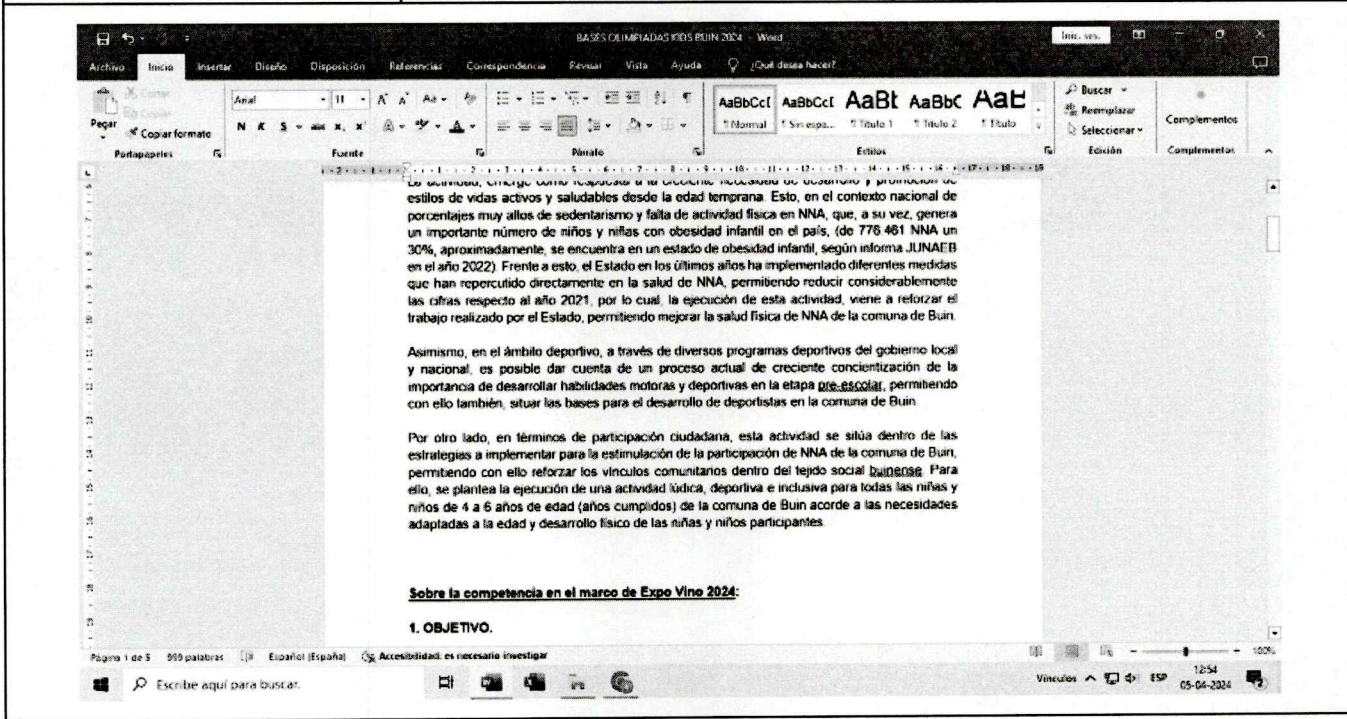 BASES OLIMPIADAS KIDS BUIN 2024 - Word
Inic. ses.
Archivo Inicio Insertar Diseño Disposición Referencias Correspondencia Revisar Vista Ayuda ¿Qué desea hacer?
Cortar
Copiar
Pegar
Copiar formato
Portapapeles
Arial 11
N K S
Fuente
Párrafo
AaBbCcI AaBbCcI AaBt AaBbC AaE
¶ Normal ¶ Sin espa... ¶ Título 1 ¶ Título 2 ¶ Título
Estilos
Buscar
Reemplazar
Seleccionar
Edición
Complementos
Complementos
La actividad, emerge como respuesta a la creciente necesidad de desarrollo y promoción de
estilos de vidas activos y saludables desde la edad temprana. Esto, en el contexto nacional de
porcentajes muy altos de sedentarismo y falta de actividad física en NNA, que, a su vez, genera
un importante número de niños y niñas con obesidad infantil en el país, (de 776.461 NNA un
30%, aproximadamente, se encuentra en un estado de obesidad infantil, según informa JUNAEB
en el año 2022). Frente a esto, el Estado en los últimos años ha implementado diferentes medidas
que han repercutido directamente en la salud de NNA, permitiendo reducir considerablemente
las cifras respecto al año 2021, por lo cual, la ejecución de esta actividad, viene a reforzar el
trabajo realizado por el Estado, permitiendo mejorar la salud física de NNA de la comuna de Buin.
Asimismo, en el ámbito deportivo, a través de diversos programas deportivos del gobierno local
y nacional, es posible dar cuenta de un proceso actual de creciente concientización de la
importancia de desarrollar habilidades motoras y deportivas en la etapa pre-escolar, permitiendo
con ello también, situar las bases para el desarrollo de deportistas en la comuna de Buin.
Por otro lado, en términos de participación ciudadana, esta actividad se sitúa dentro de las
estrategias a implementar para la estimulación de la participación de NNA de la comuna de Buin,
permitiendo con ello reforzar los vínculos comunitarios dentro del tejido social buinense. Para
ello, se plantea la ejecución de una actividad lúdica, deportiva e inclusiva para todas las niñas y
niños de 4 a 6 años de edad (años cumplidos) de la comuna de Buin acorde a las necesidades
adaptadas a la edad y desarrollo físico de las niñas y niños participantes.
Sobre la competencia en el marco de Expo Vino 2024:
1. OBJETIVO.
Página 1 de 5 999 palabras Español (España) Accesibilidad: es necesario investigar
100%
Escribe aquí para buscar.
Vínculos ESP 12:54
05-04-2024